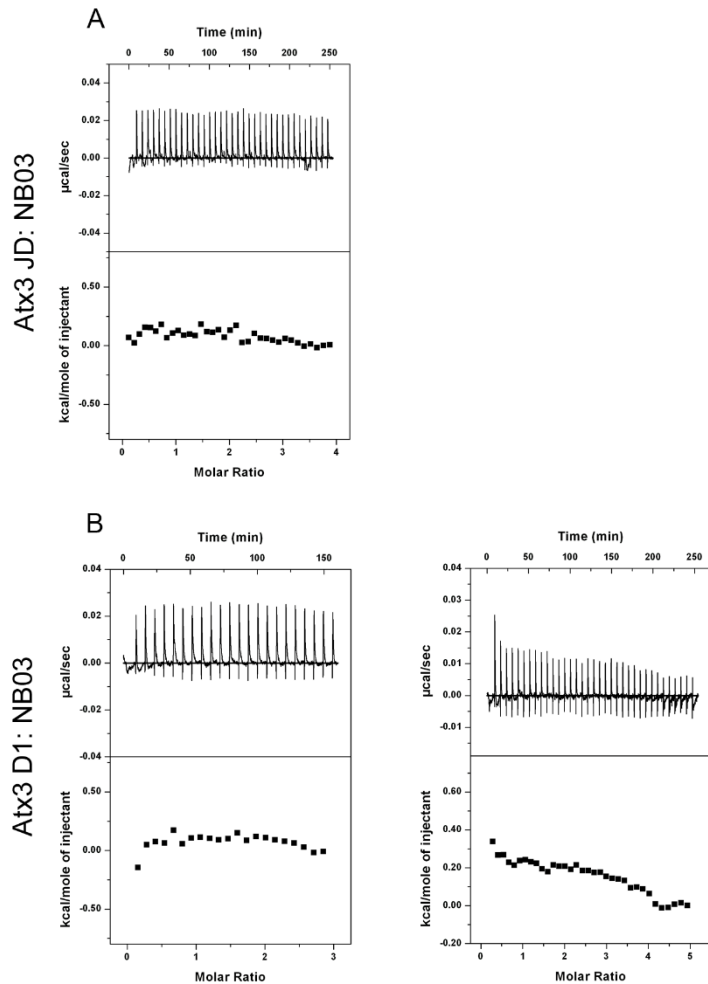 A
Time (min)
0 50 100 150 200 250
0.04
0.02
0.00
-0.02
-0.04
µcal/sec
Atx3 JD: NB03
0.50
0.00
-0.50
kcal/mole of injectant
0 1 2 3 4
Molar Ratio
B
Time (min)
0 50 100 150
0.04
0.02
0.00
-0.02
-0.04
µcal/sec
Atx3 D1: NB03
0.50
0.00
-0.50
kcal/mole of injectant
0 1 2 3
Molar Ratio
Time (min)
0 50 100 150 200 250
0.04
0.03
0.02
0.01
0.00
-0.01
µcal/sec
0.60
0.40
0.20
0.00
-0.20
kcal/mole of injectant
0 1 2 3 4 5
Molar Ratio